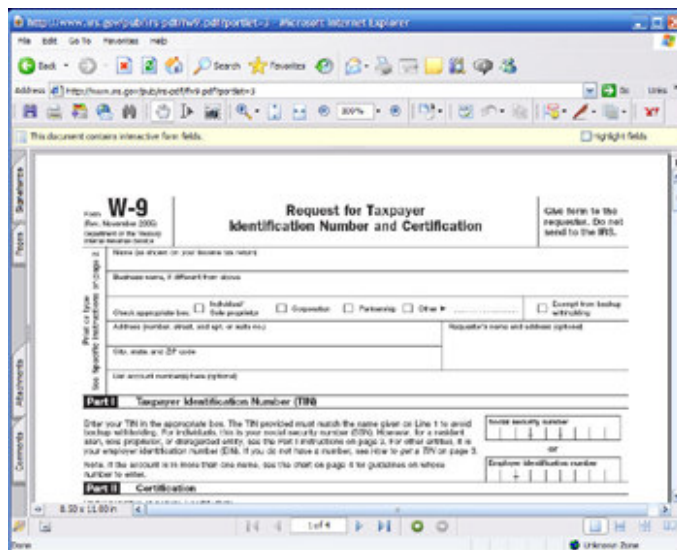 http://www.irs.gov/pub/irs-pdf/fw9.pdf?portlet=3 - Microsoft Internet Explorer
File Edit Go To Favorites Help
Back Search Favorites
Address http://www.irs.gov/pub/irs-pdf/fw9.pdf?portlet=3 Go Links
This document contains interactive form fields. Highlight fields
Signatures
Pages
Attachments
Comments
Form W-9
(Rev. November 2005)
Department of the Treasury
Internal Revenue Service
Request for Taxpayer
Identification Number and Certification
Give form to the
requester. Do not
send to the IRS.
Print or type
See Specific Instructions on page 2
Name (as shown on your income tax return)
Business name, if different from above
Check appropriate box: Individual/
Sole proprietor Corporation Partnership Other
Exempt from backup
withholding
Address (number, street, and apt. or suite no.)
Requester's name and address (optional)
City, state, and ZIP code
List account number(s) here (optional)
Part I Taxpayer Identification Number (TIN)
Enter your TIN in the appropriate box. The TIN provided must match the name given on Line 1 to avoid
backup withholding. For individuals, this is your social security number (SSN). However, for a resident
alien, sole proprietor, or disregarded entity, see the Part I instructions on page 3. For other entities, it is
your employer identification number (EIN). If you do not have a number, see How to get a TIN on page 3.
Note. If the account is in more than one name, see the chart on page 4 for guidelines on whose
number to enter.
Social security number
or
Employer identification number
Part II Certification
8.50 x 11.00 in
1 of 4
Done
Unknown Zone